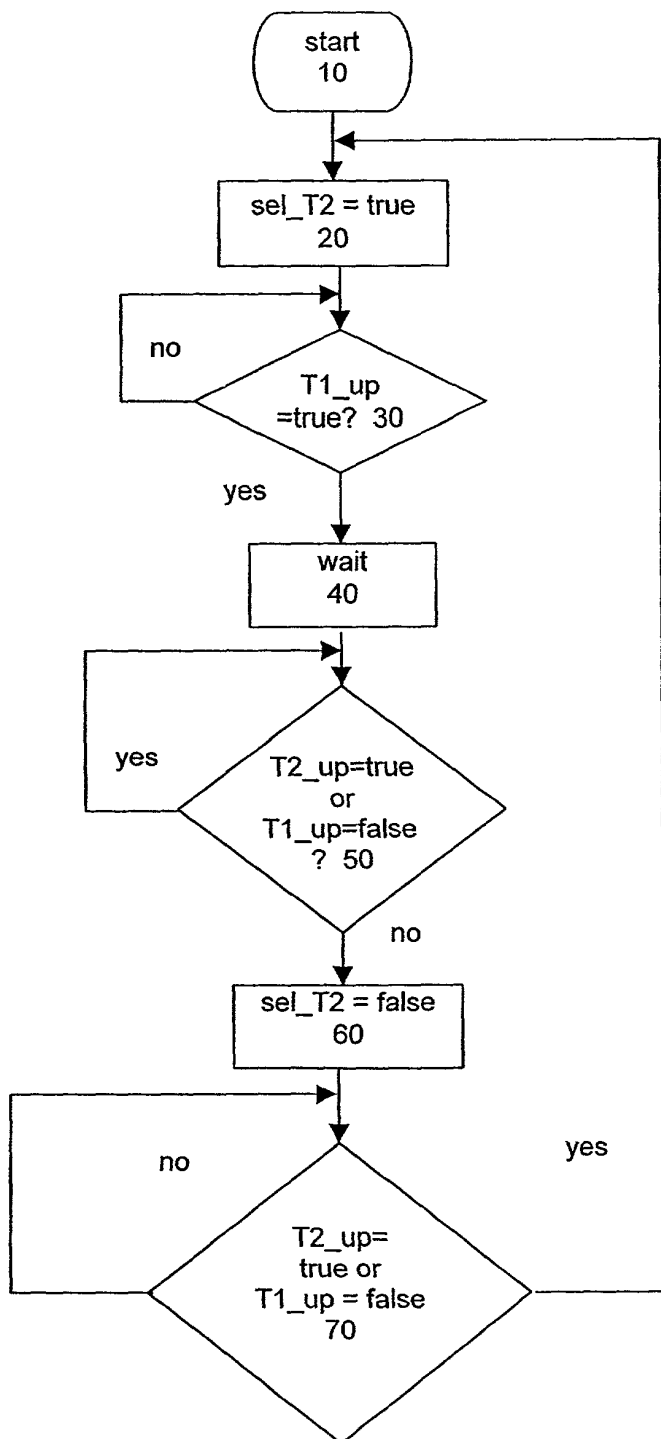 start
10
sel_T2 = true
20
no
T1_up
=true? 30
yes
wait
40
yes
T2_up=true
or
T1_up=false
? 50
no
sel_T2 = false
60
no
yes
T2_up=
true or
T1_up = false
70